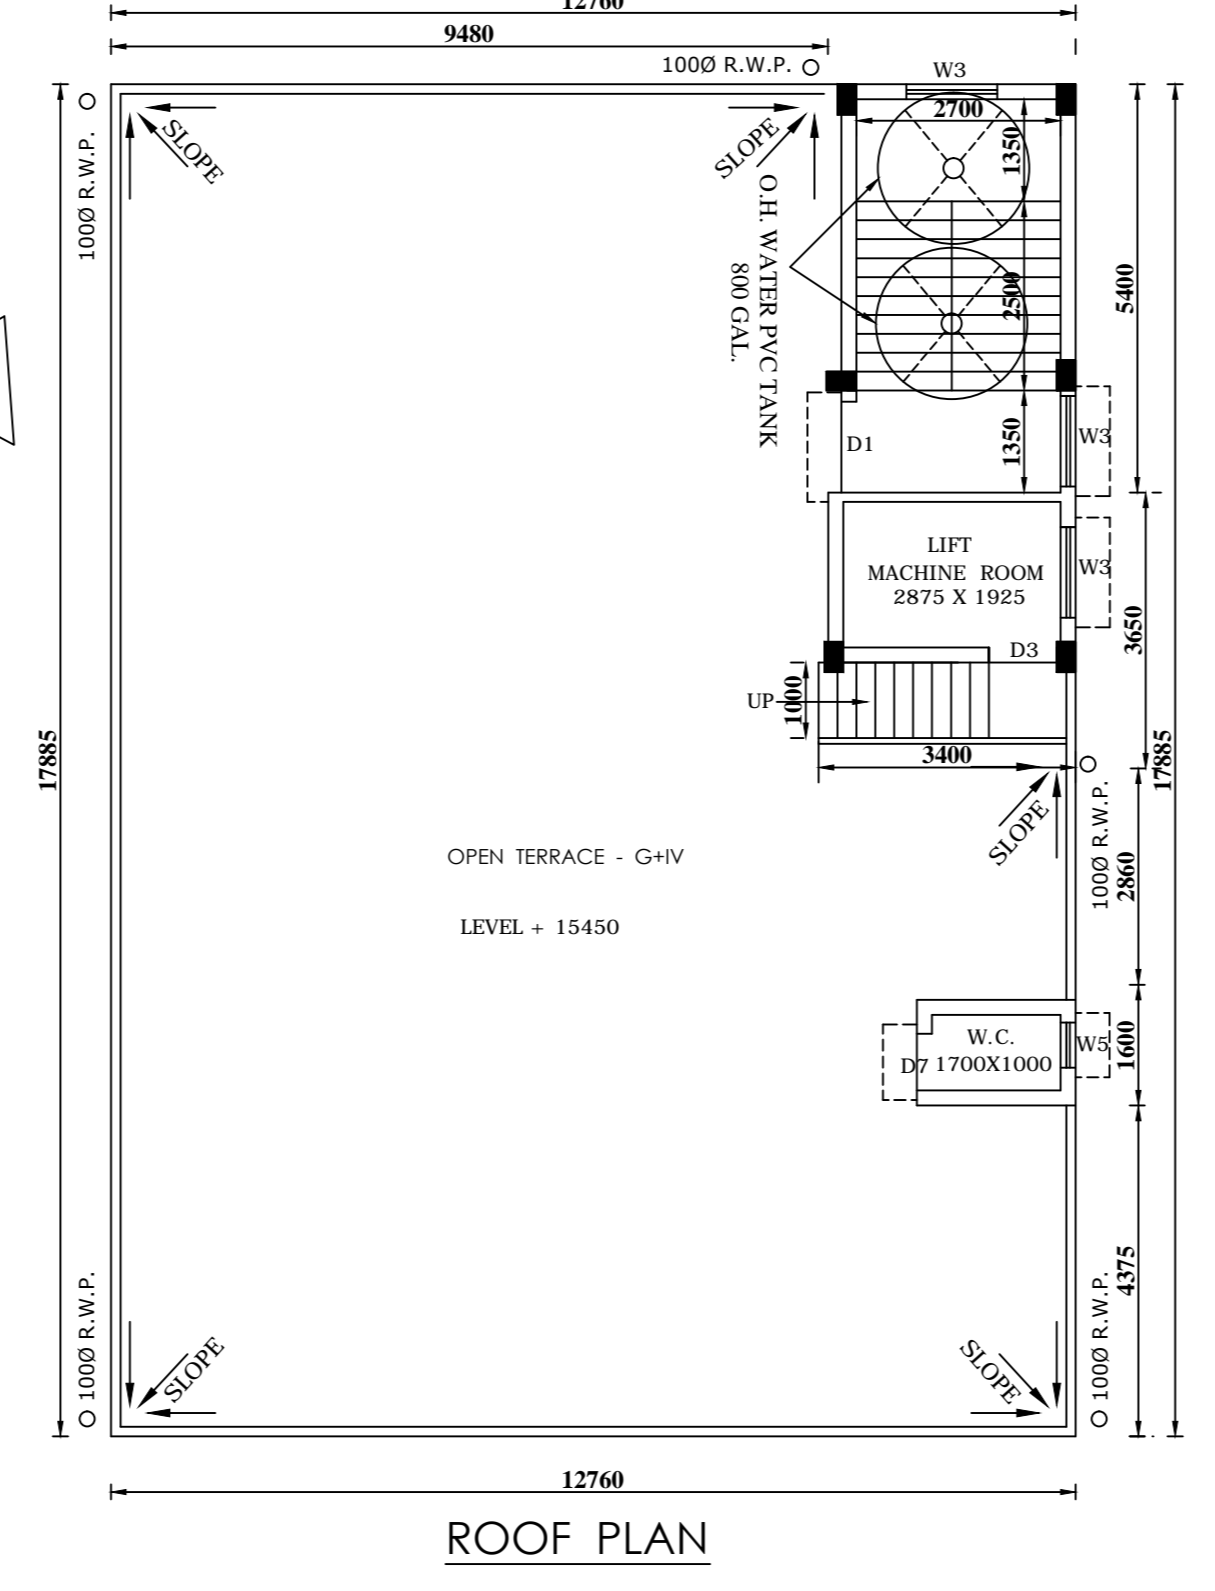 12760
9480
100Ø R.W.P.
W3
2700
1350
SLOPE
SLOPE
100Ø R.W.P.
O.H. WATER PVC TANK
800 GAL.
2500
5400
1350
D1
W3
LIFT
MACHINE ROOM
2875 X 1925
W3
3650
D3
UP
1000
3400
17885
17885
SLOPE
100Ø R.W.P.
2860
OPEN TERRACE - G+IV
LEVEL + 15450
W.C.
D7 1700X1000
W5
1600
4375
100Ø R.W.P.
SLOPE
SLOPE
100Ø R.W.P.
12760
ROOF PLAN